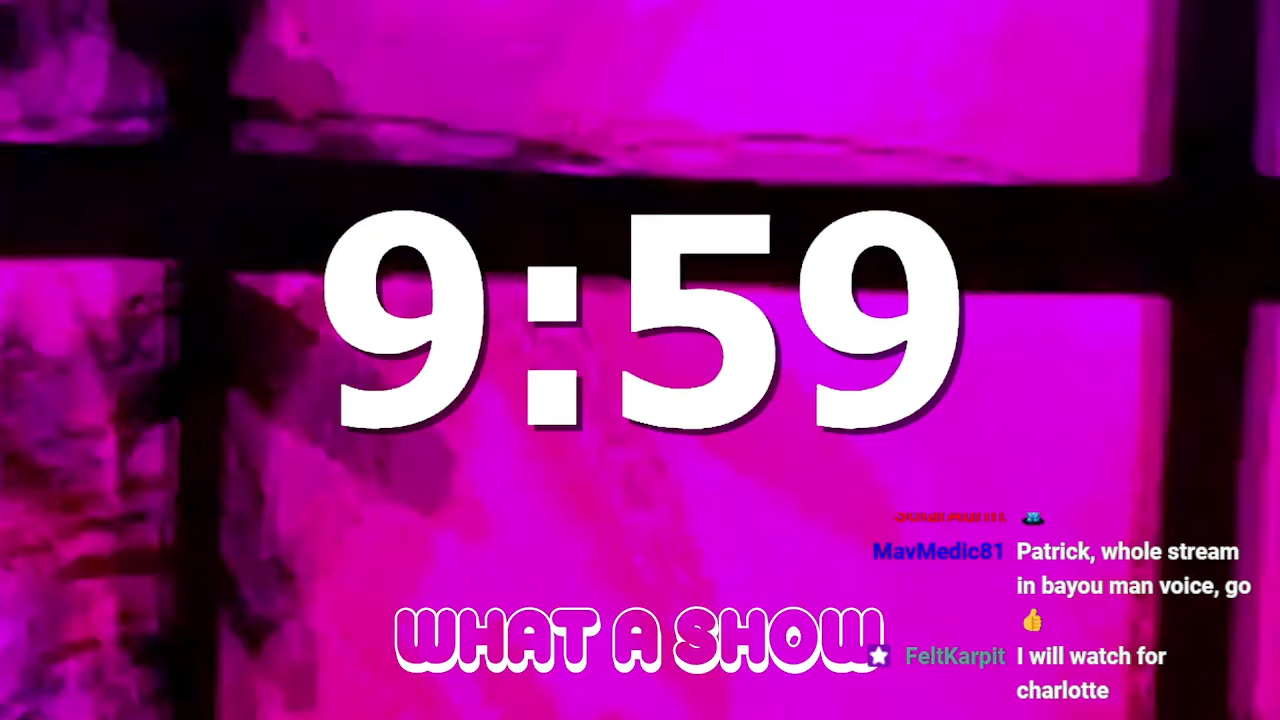 9:59
MavMedic81 Patrick, whole stream
in bayou man voice, go
👍
WHAT A SHOW
FeltKarpit I will watch for
charlotte